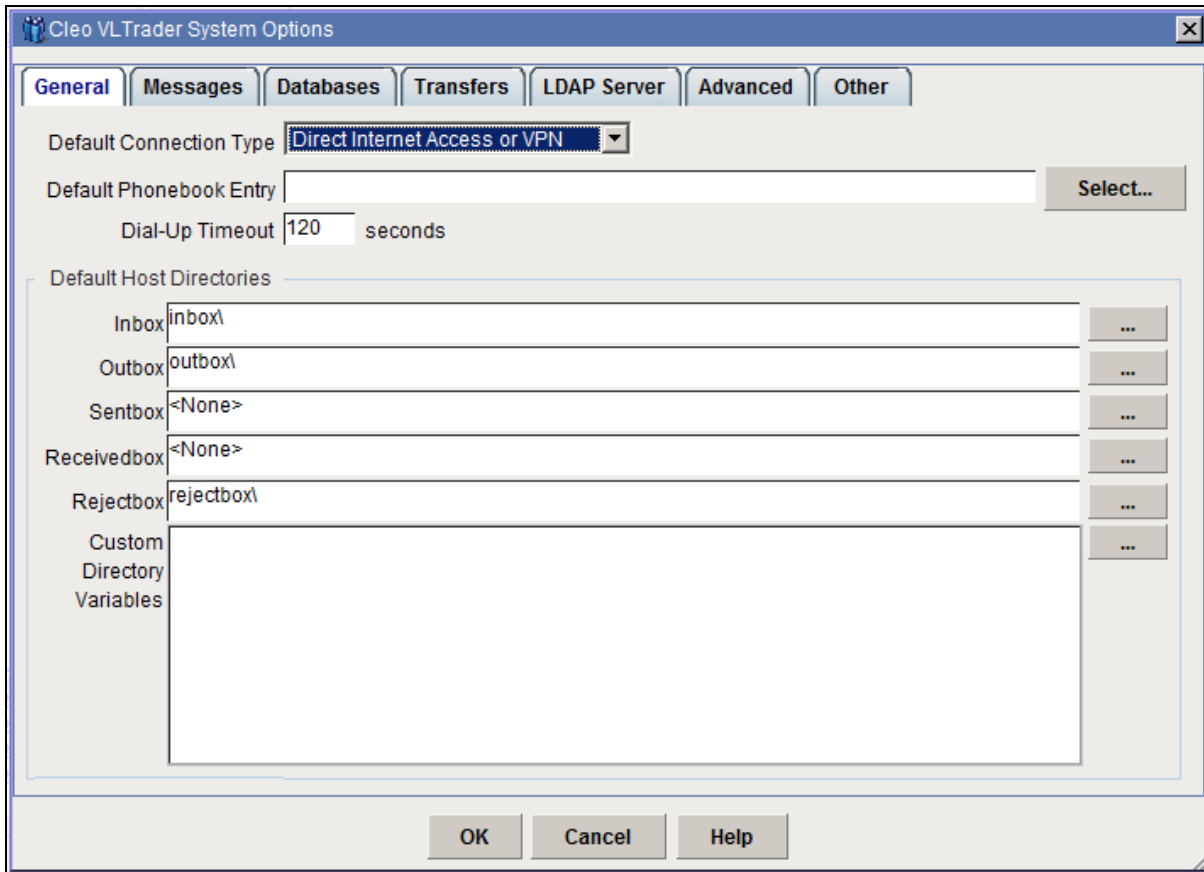 Cleo VLTrader System Options
General Messages Databases Transfers LDAP Server Advanced Other
Default Connection Type Direct Internet Access or VPN
Default Phonebook Entry Select...
Dial-Up Timeout 120 seconds
Default Host Directories
Inbox inbox\ ...
Outbox outbox\ ...
Sentbox <None> ...
Receivedbox <None> ...
Rejectbox rejectbox\ ...
Custom ...
Directory
Variables
OK Cancel Help